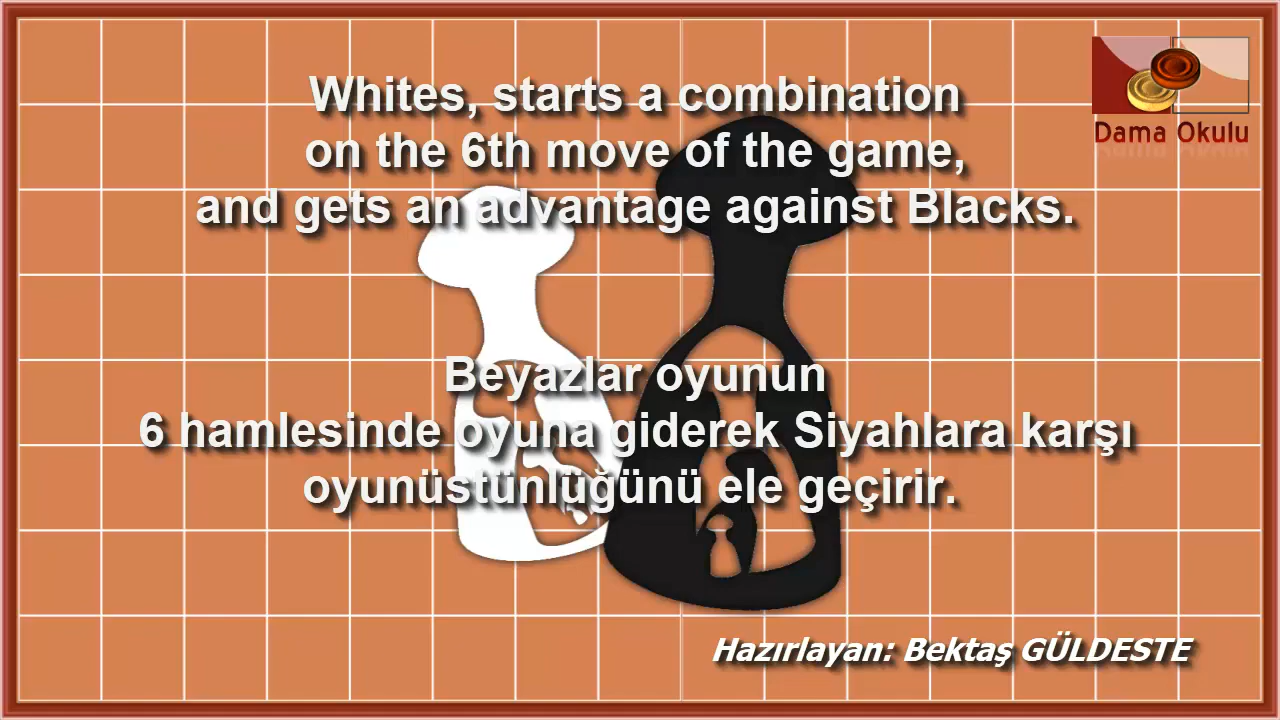 Whites, starts a combination
on the 6th move of the game,
and gets an advantage against Blacks.
Dama Okulu
Beyazlar oyunun
6 hamlesinde oyuna giderek Siyahlara karşı
oyunüstünlüğünü ele geçirir.
Hazırlayan: Bektaş GÜLDESTE